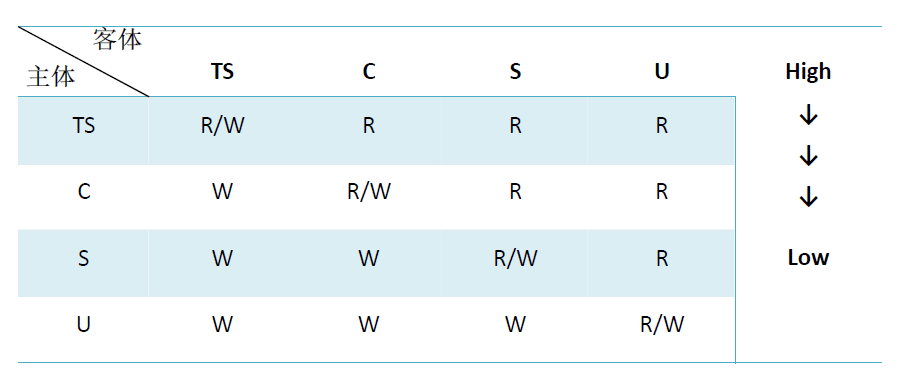 客体
主体 TS C S U High
TS R/W R R R ↓
↓
C W R/W R R ↓
S W W R/W R Low
U W W W R/W